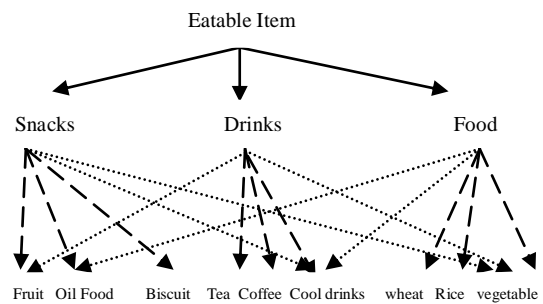 Eatable Item
Snacks Drinks Food
Fruit Oil Food Biscuit Tea Coffee Cool drinks wheat Rice vegetable